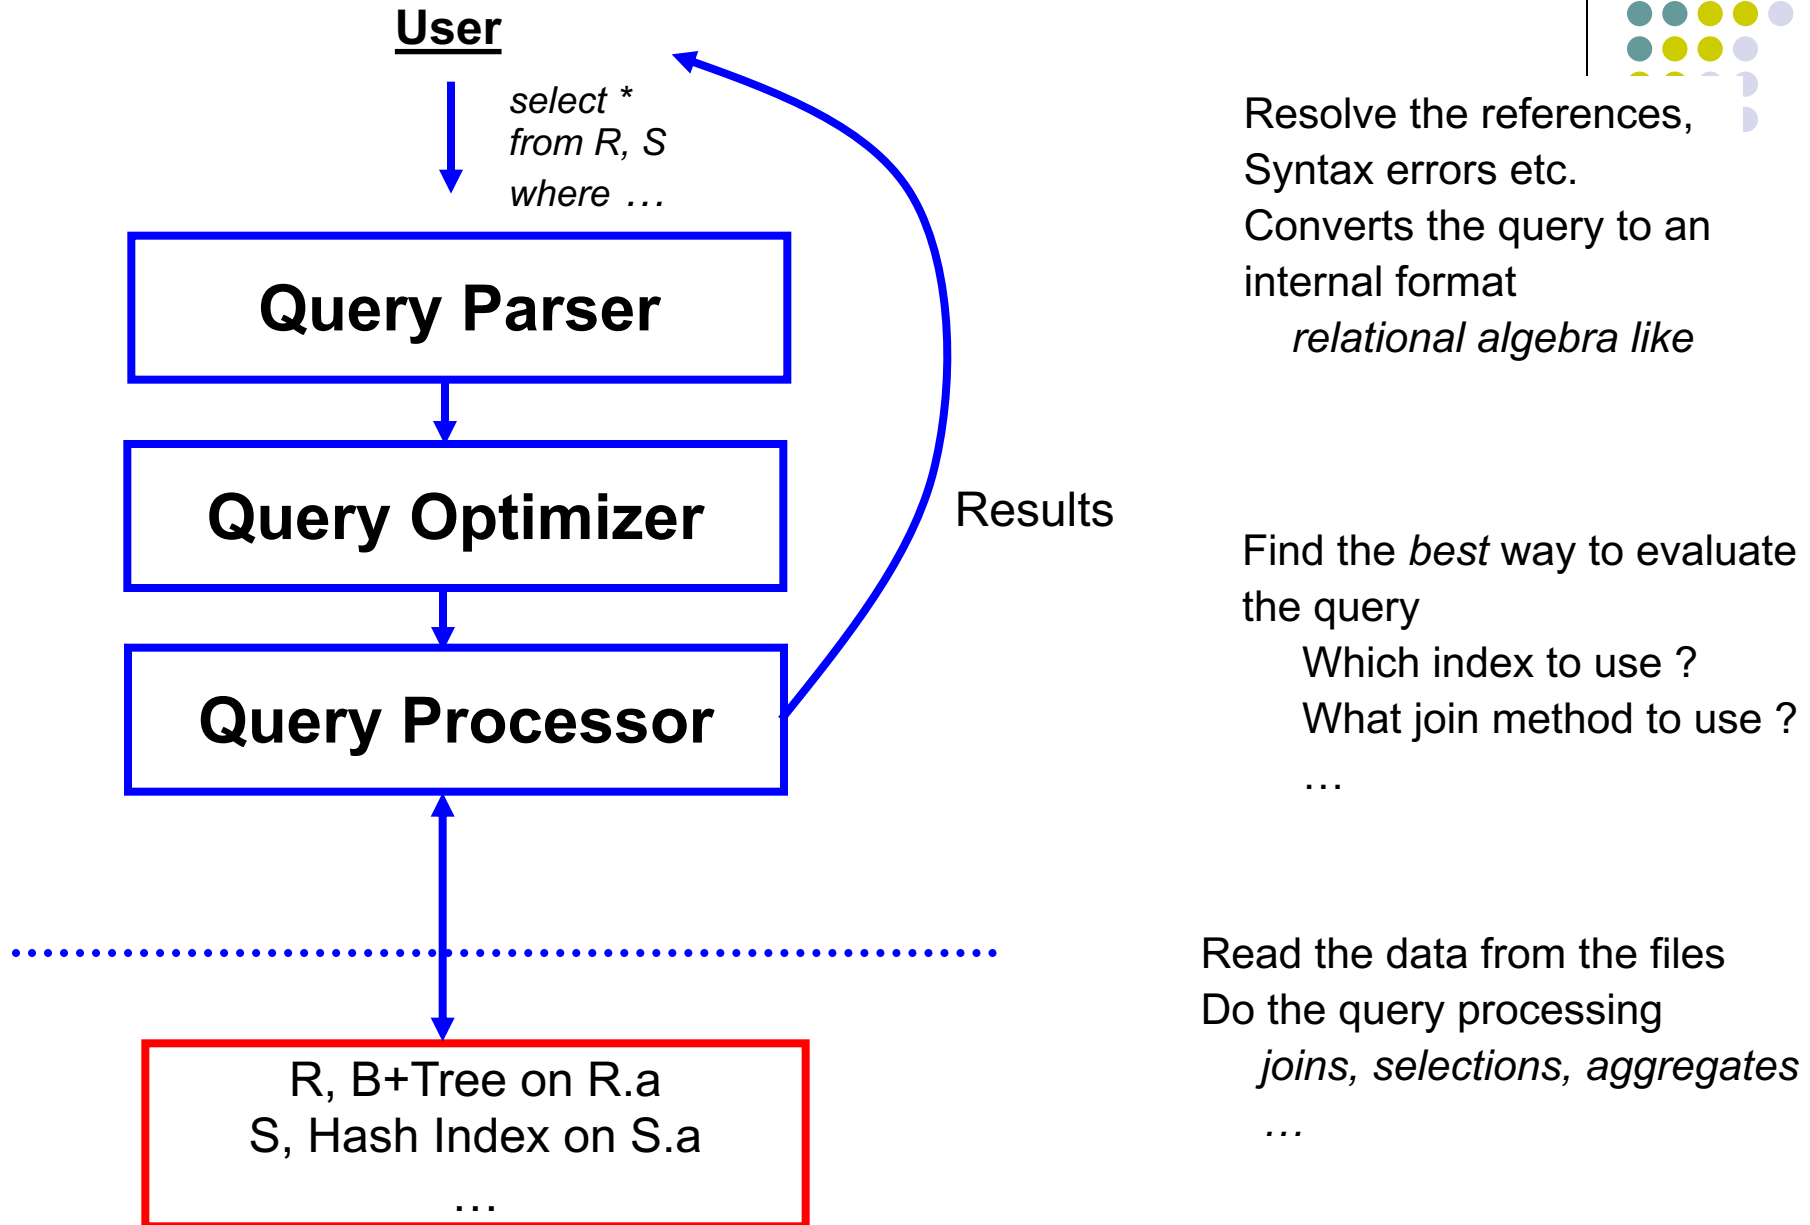 User
select *
from R, S
where …
Query Parser
Query Optimizer
Query Processor
Results
R, B+Tree on R.a
S, Hash Index on S.a
…
Resolve the references,
Syntax errors etc.
Converts the query to an
internal format
relational algebra like
Find the best way to evaluate
the query
Which index to use ?
What join method to use ?
…
Read the data from the files
Do the query processing
joins, selections, aggregates
…